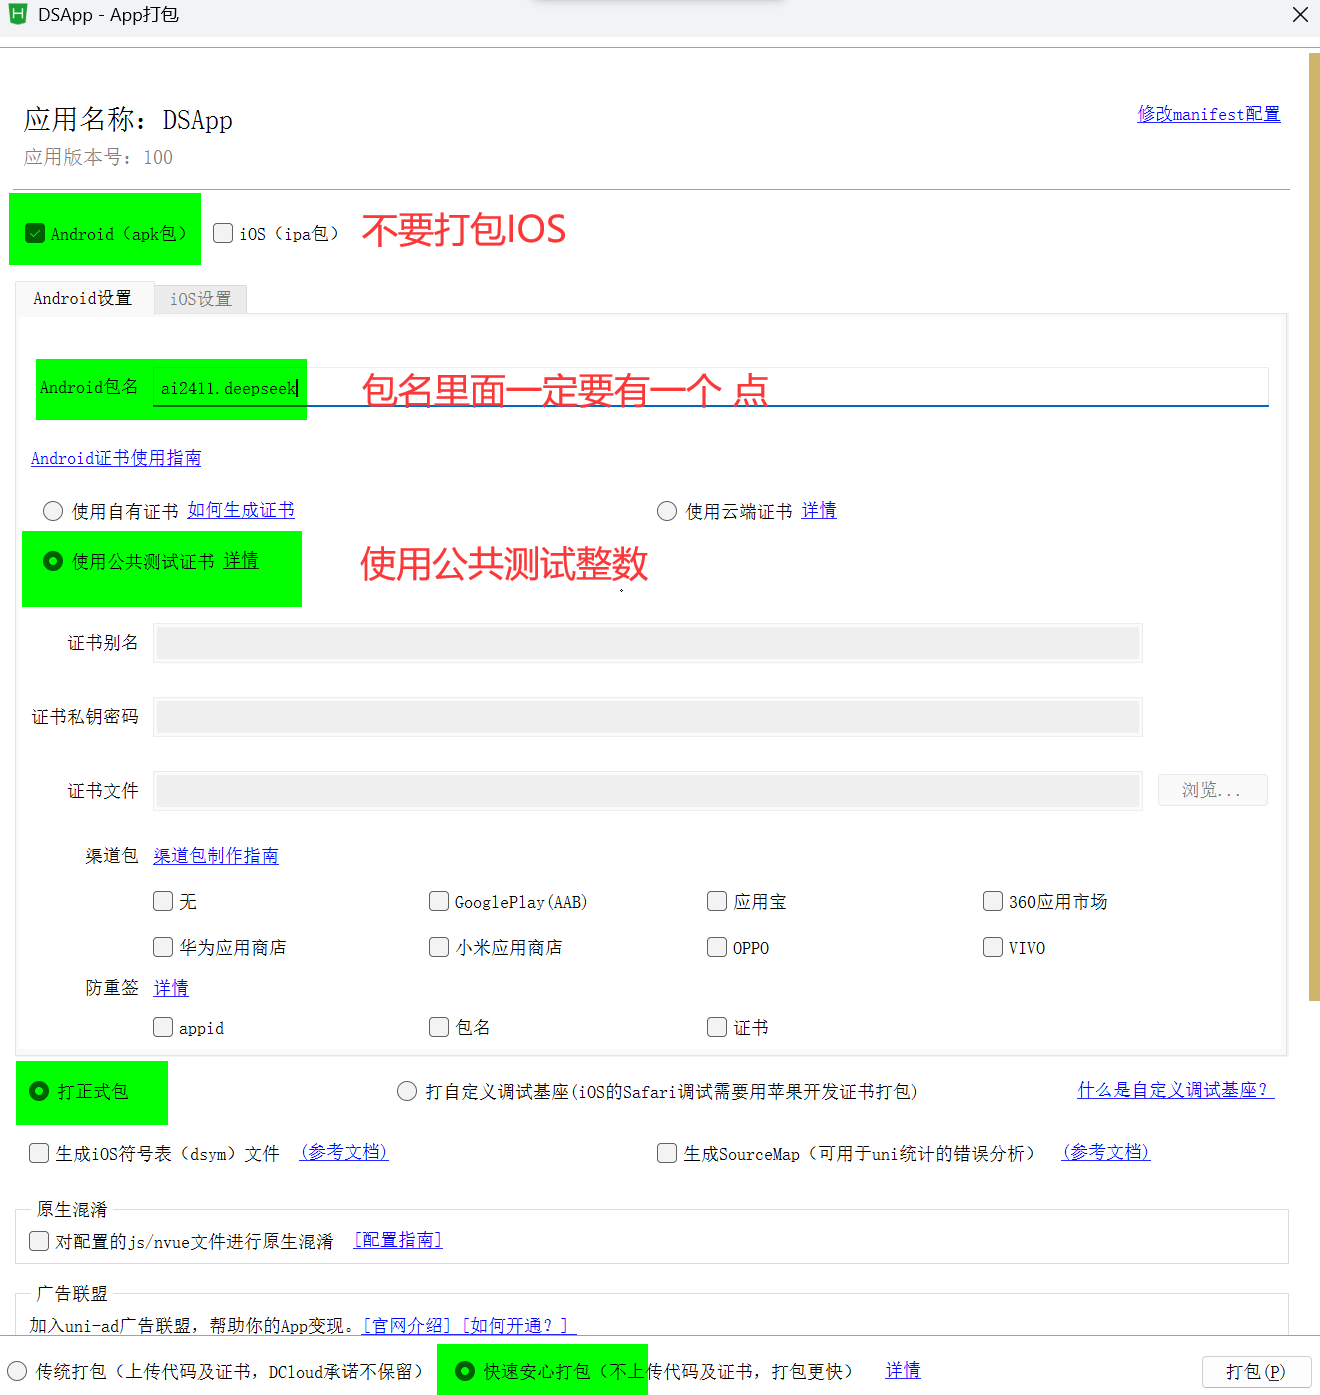 DSApp - App打包
应用名称：DSApp
修改manifest配置
应用版本号：100
Android（apk包） iOS（ipa包） 不要打包IOS
Android设置 iOS设置
Android包名 ai2411.deepseek 包名里面一定要有一个 点
Android证书使用指南
使用自有证书 如何生成证书 使用云端证书 详情
使用公共测试证书 详情 使用公共测试整数
证书别名
证书私钥密码
证书文件 浏览...
渠道包 渠道包制作指南
无 GooglePlay(AAB) 应用宝 360应用市场
华为应用商店 小米应用商店 OPPO VIVO
防重签 详情
appid 包名 证书
打正式包 打自定义调试基座(iOS的Safari调试需要用苹果开发证书打包) 什么是自定义调试基座？
生成iOS符号表（dsym）文件 (参考文档) 生成SourceMap（可用于uni统计的错误分析） (参考文档)
原生混淆
对配置的js/nvue文件进行原生混淆 [配置指南]
广告联盟
加入uni-ad广告联盟，帮助你的App变现。[官网介绍] [如何开通？]
传统打包（上传代码及证书，DCloud承诺不保留） 快速安心打包（不上传代码及证书，打包更快） 详情 打包(P)